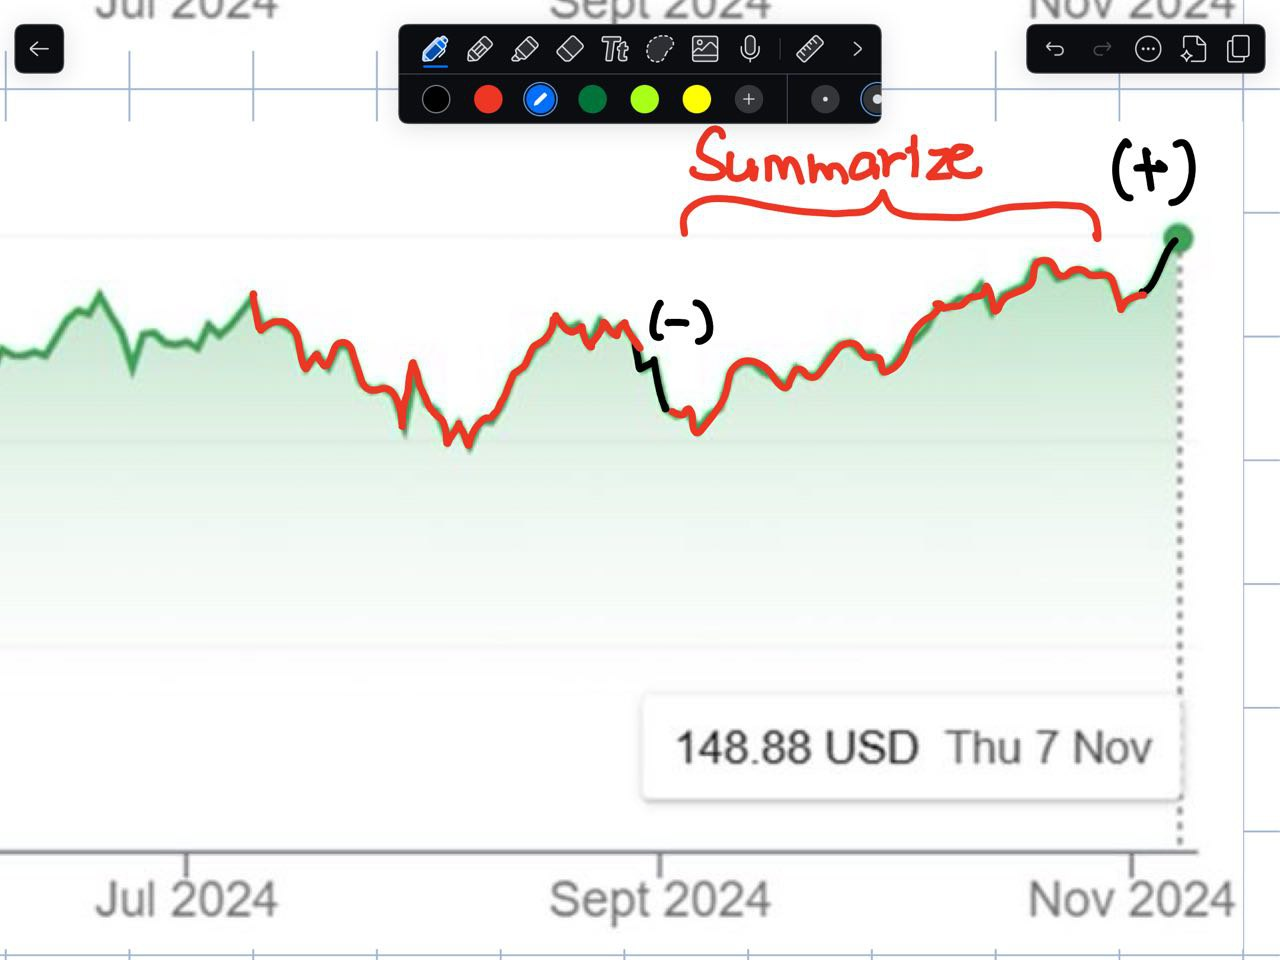 Jul 2024 Sept 2024 Nov 2024
Tt
Summarize
(+)
(-)
148.88 USD Thu 7 Nov
Jul 2024 Sept 2024 Nov 2024